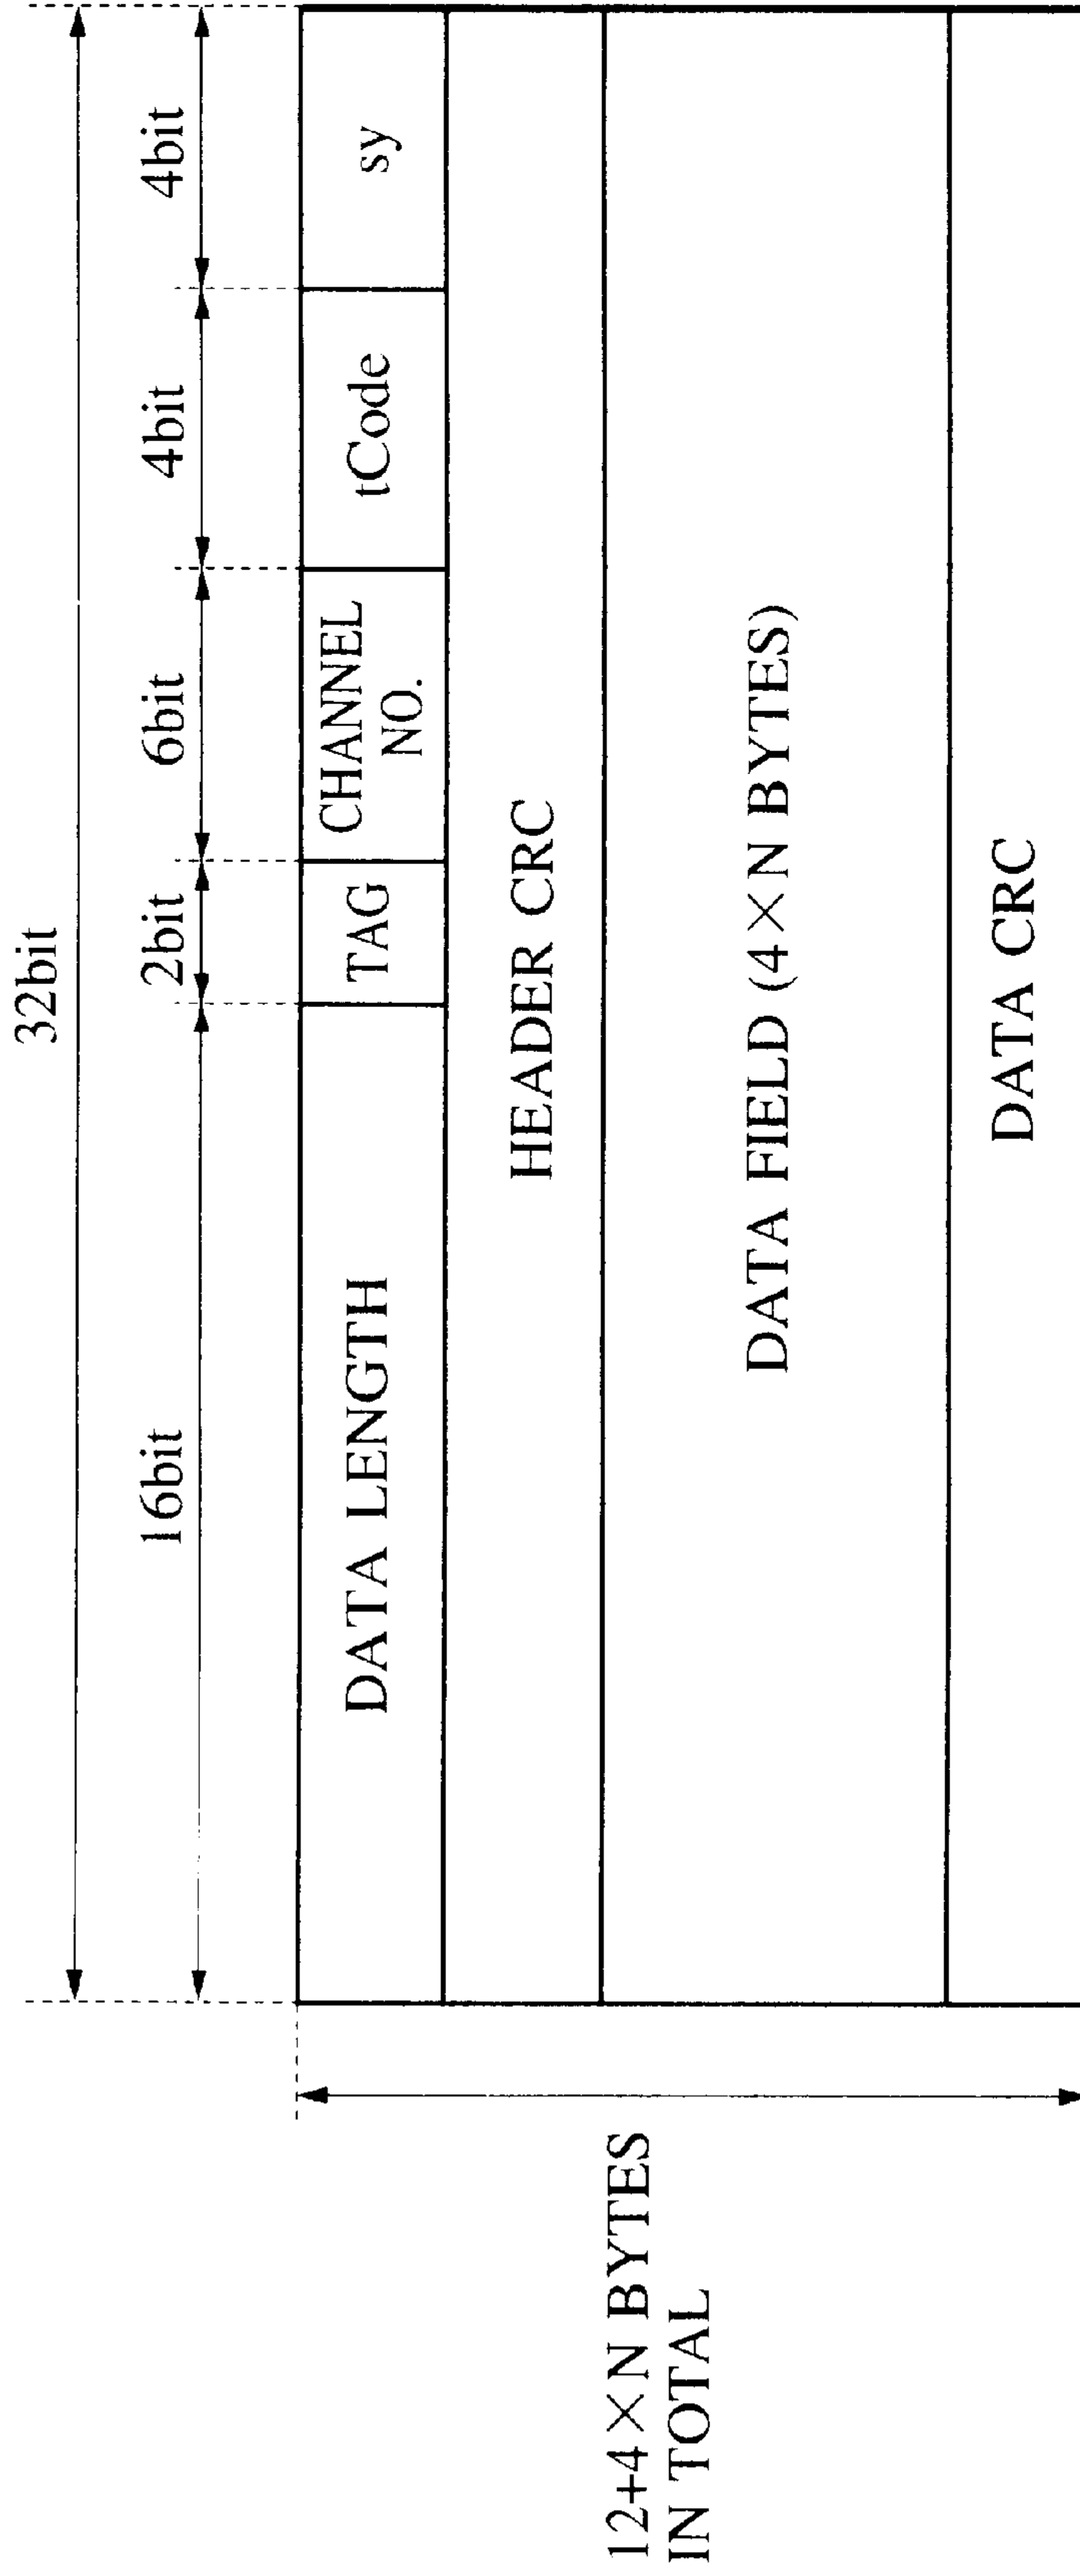 32bit
16bit
2bit
6bit
4bit
4bit
DATA LENGTH
TAG
CHANNEL
NO.
tCode
sy
HEADER CRC
DATA FIELD (4×N BYTES)
DATA CRC
12+4×N BYTES
IN TOTAL